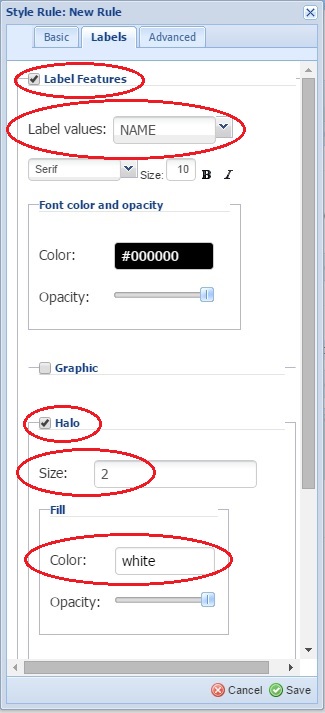 Style Rule: New Rule
Basic Labels Advanced
Label Features
Label values: NAME
Serif Size: 10 B I
Font color and opacity
Color: #000000
Opacity:
Graphic
Halo
Size: 2
Fill
Color: white
Opacity:
Cancel Save